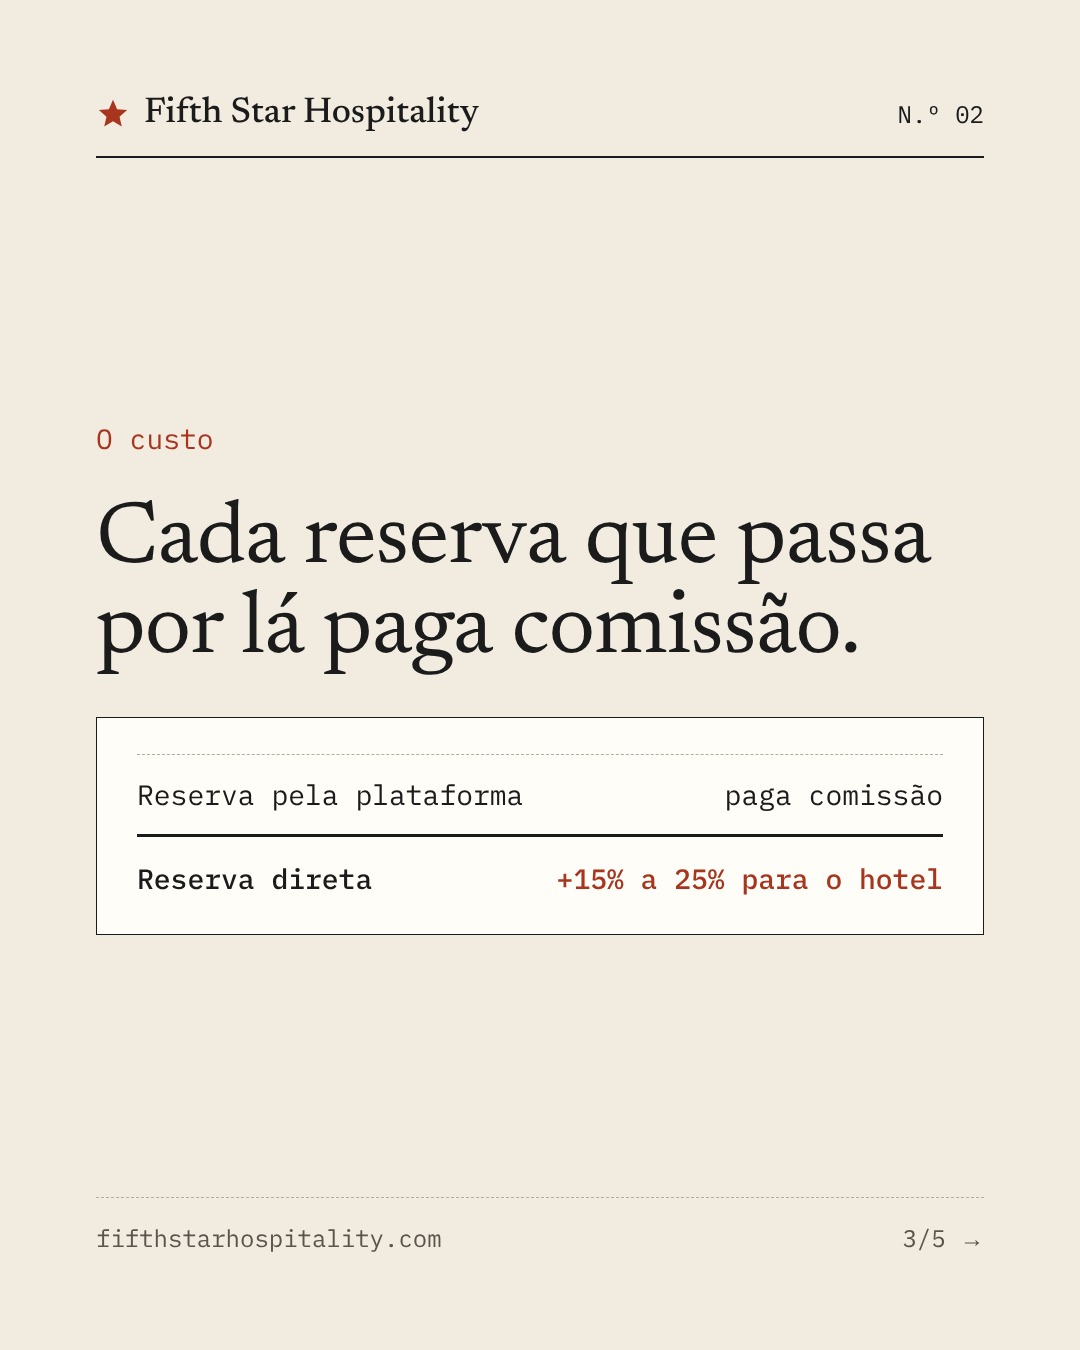 Fifth Star Hospitality
N.º 02
O custo
Cada reserva que passa
por lá paga comissão.
Reserva pela plataforma paga comissão
Reserva direta +15% a 25% para o hotel
fifthstarhospitality.com
3/5 →